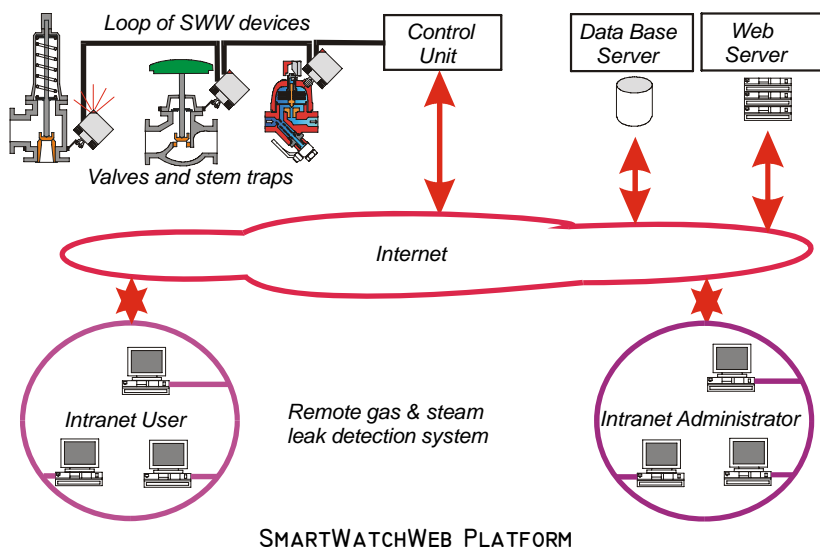 Loop of SWW devices
Control
Unit
Data Base
Server
Web
Server
Valves and stem traps
Internet
Intranet User
Remote gas & steam
leak detection system
Intranet Administrator
SMARTWATCHWEB PLATFORM